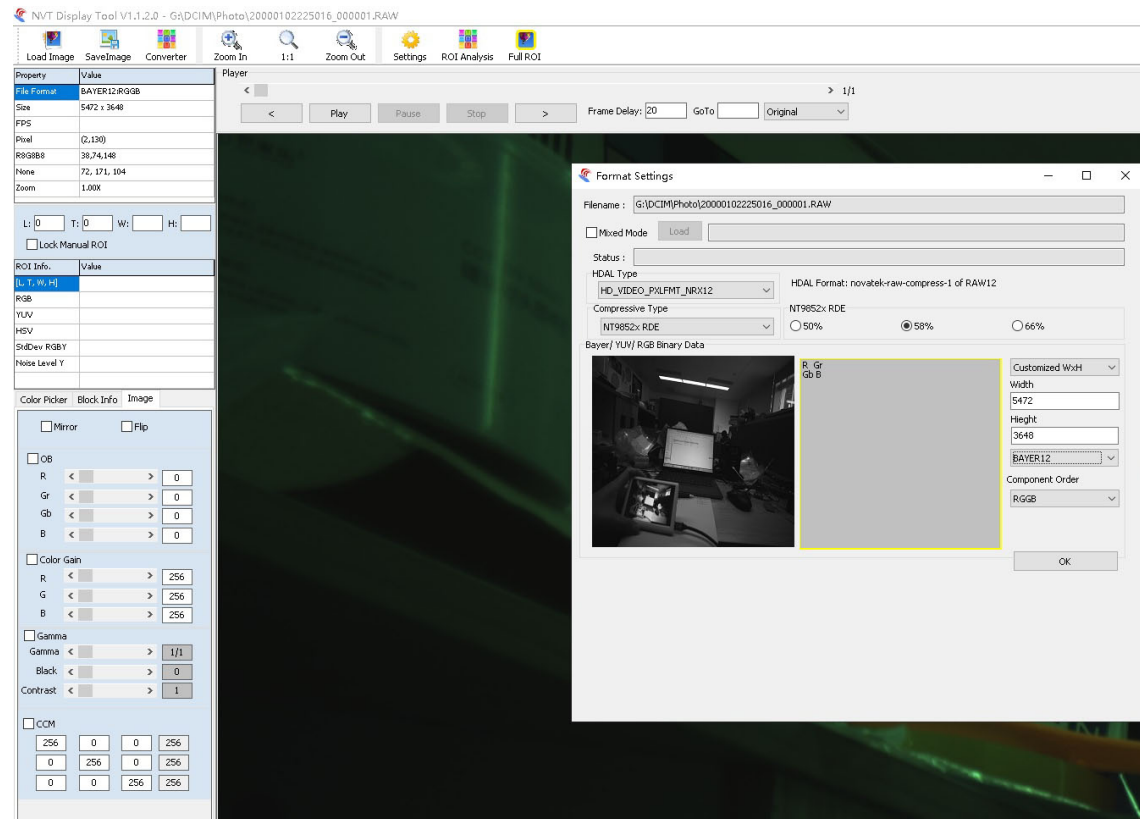 NVT Display Tool V1.1.2.0 - G:\DCIM\Photo\20000102225016_000001.RAW
Load Image SaveImage Converter Zoom In 1:1 Zoom Out Settings ROI Analysis Full ROI
Property Value
File Format BAYER12:RGGB
Size 5472 x 3648
FPS
Pixel (2,130)
R8G8B8 38,74,148
None 72, 171, 104
Zoom 1.00X
Player
1/1
< Play Pause Stop > Frame Delay: 20 GoTo Original
L: 0 T: 0 W: H:
Lock Manual ROI
ROI Info. Value
[L, T, W, H]
RGB
YUV
HSV
StdDev RGBY
Noise Level Y
Color Picker Block Info Image
Mirror Flip
OB
R 0
Gr 0
Gb 0
B 0
Color Gain
R 256
G 256
B 256
Gamma
Gamma 1/1
Black 0
Contrast 1
CCM
256 0 0 256
0 256 0 256
0 0 256 256
Format Settings
Filename : G:\DCIM\Photo\20000102225016_000001.RAW
Mixed Mode Load
Status :
HDAL Type
HD_VIDEO_PXLFMT_NRX12 HDAL Format: novatek-raw-compress-1 of RAW12
Compressive Type NT9852x RDE
NT9852x RDE 50% 58% 66%
Bayer/ YUV/ RGB Binary Data
R Gr
Gb B
Customized WxH
Width
5472
Hieght
3648
BAYER12
Component Order
RGGB
OK